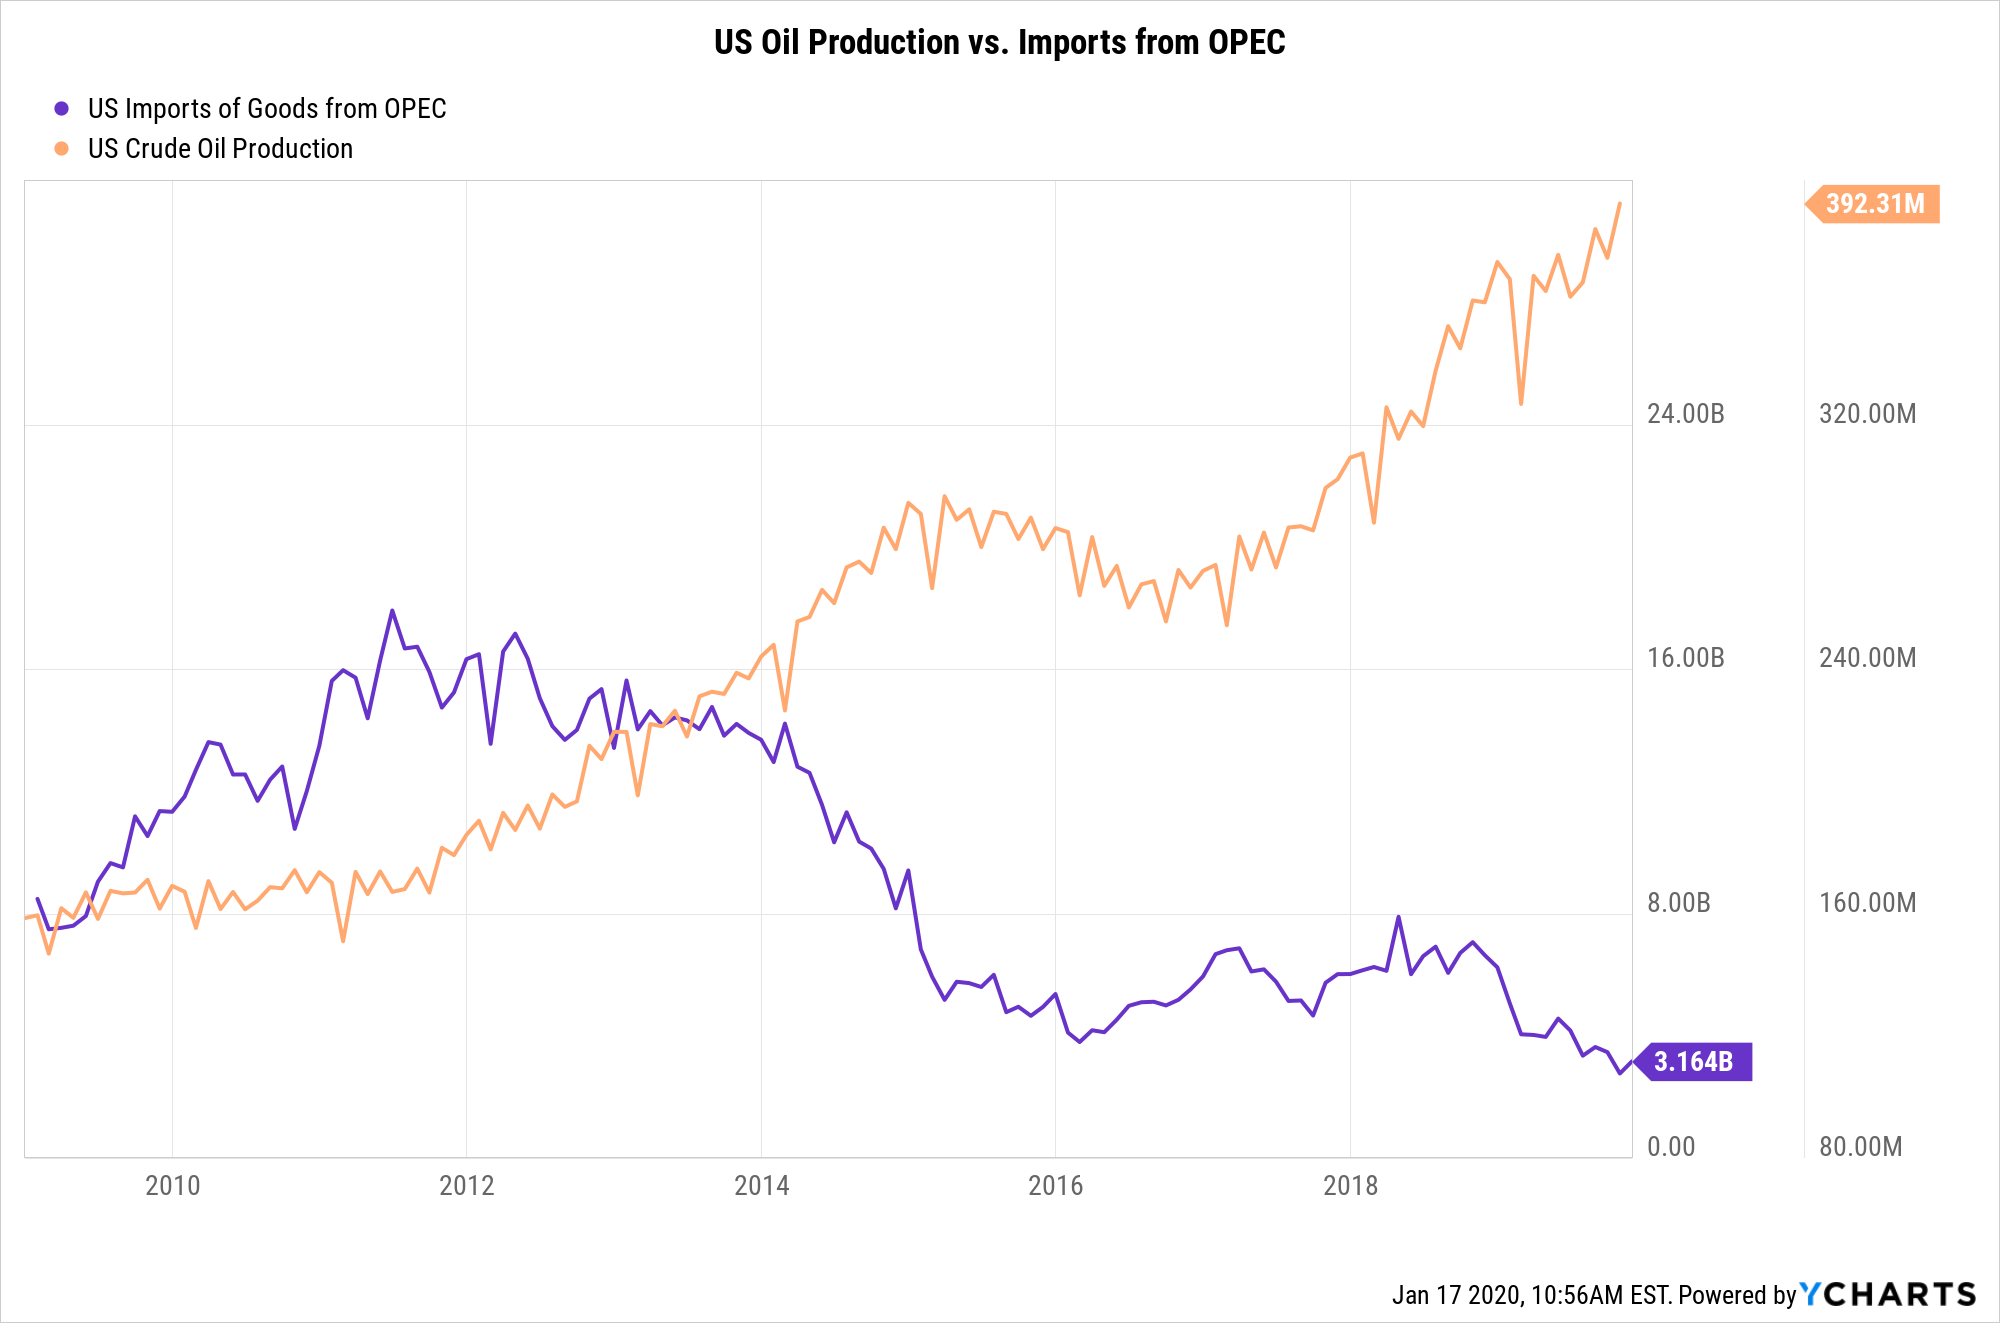 US Oil Production vs. Imports from OPEC
US Imports of Goods from OPEC
US Crude Oil Production
392.31M
24.00B 320.00M
16.00B 240.00M
8.00B 160.00M
3.164B
0.00 80.00M
2010 2012 2014 2016 2018
Jan 17 2020, 10:56AM EST. Powered by YCHARTS